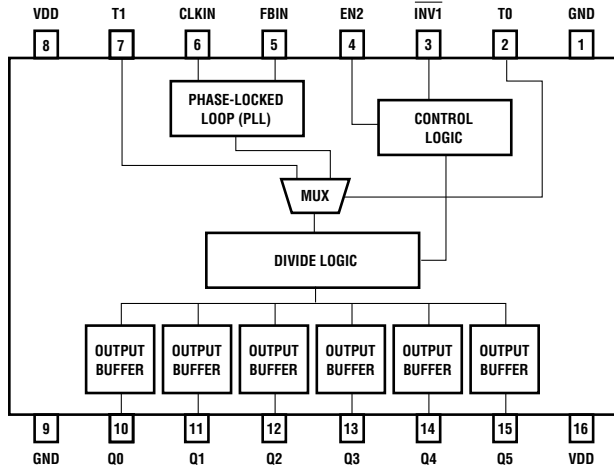 VDD T1 CLKIN FBIN EN2 INV1 T0 GND
8 7 6 5 4 3 2 1
PHASE-LOCKED
LOOP (PLL)
CONTROL
LOGIC
MUX
DIVIDE LOGIC
OUTPUT
BUFFER
OUTPUT
BUFFER
OUTPUT
BUFFER
OUTPUT
BUFFER
OUTPUT
BUFFER
OUTPUT
BUFFER
9 10 11 12 13 14 15 16
GND Q0 Q1 Q2 Q3 Q4 Q5 VDD